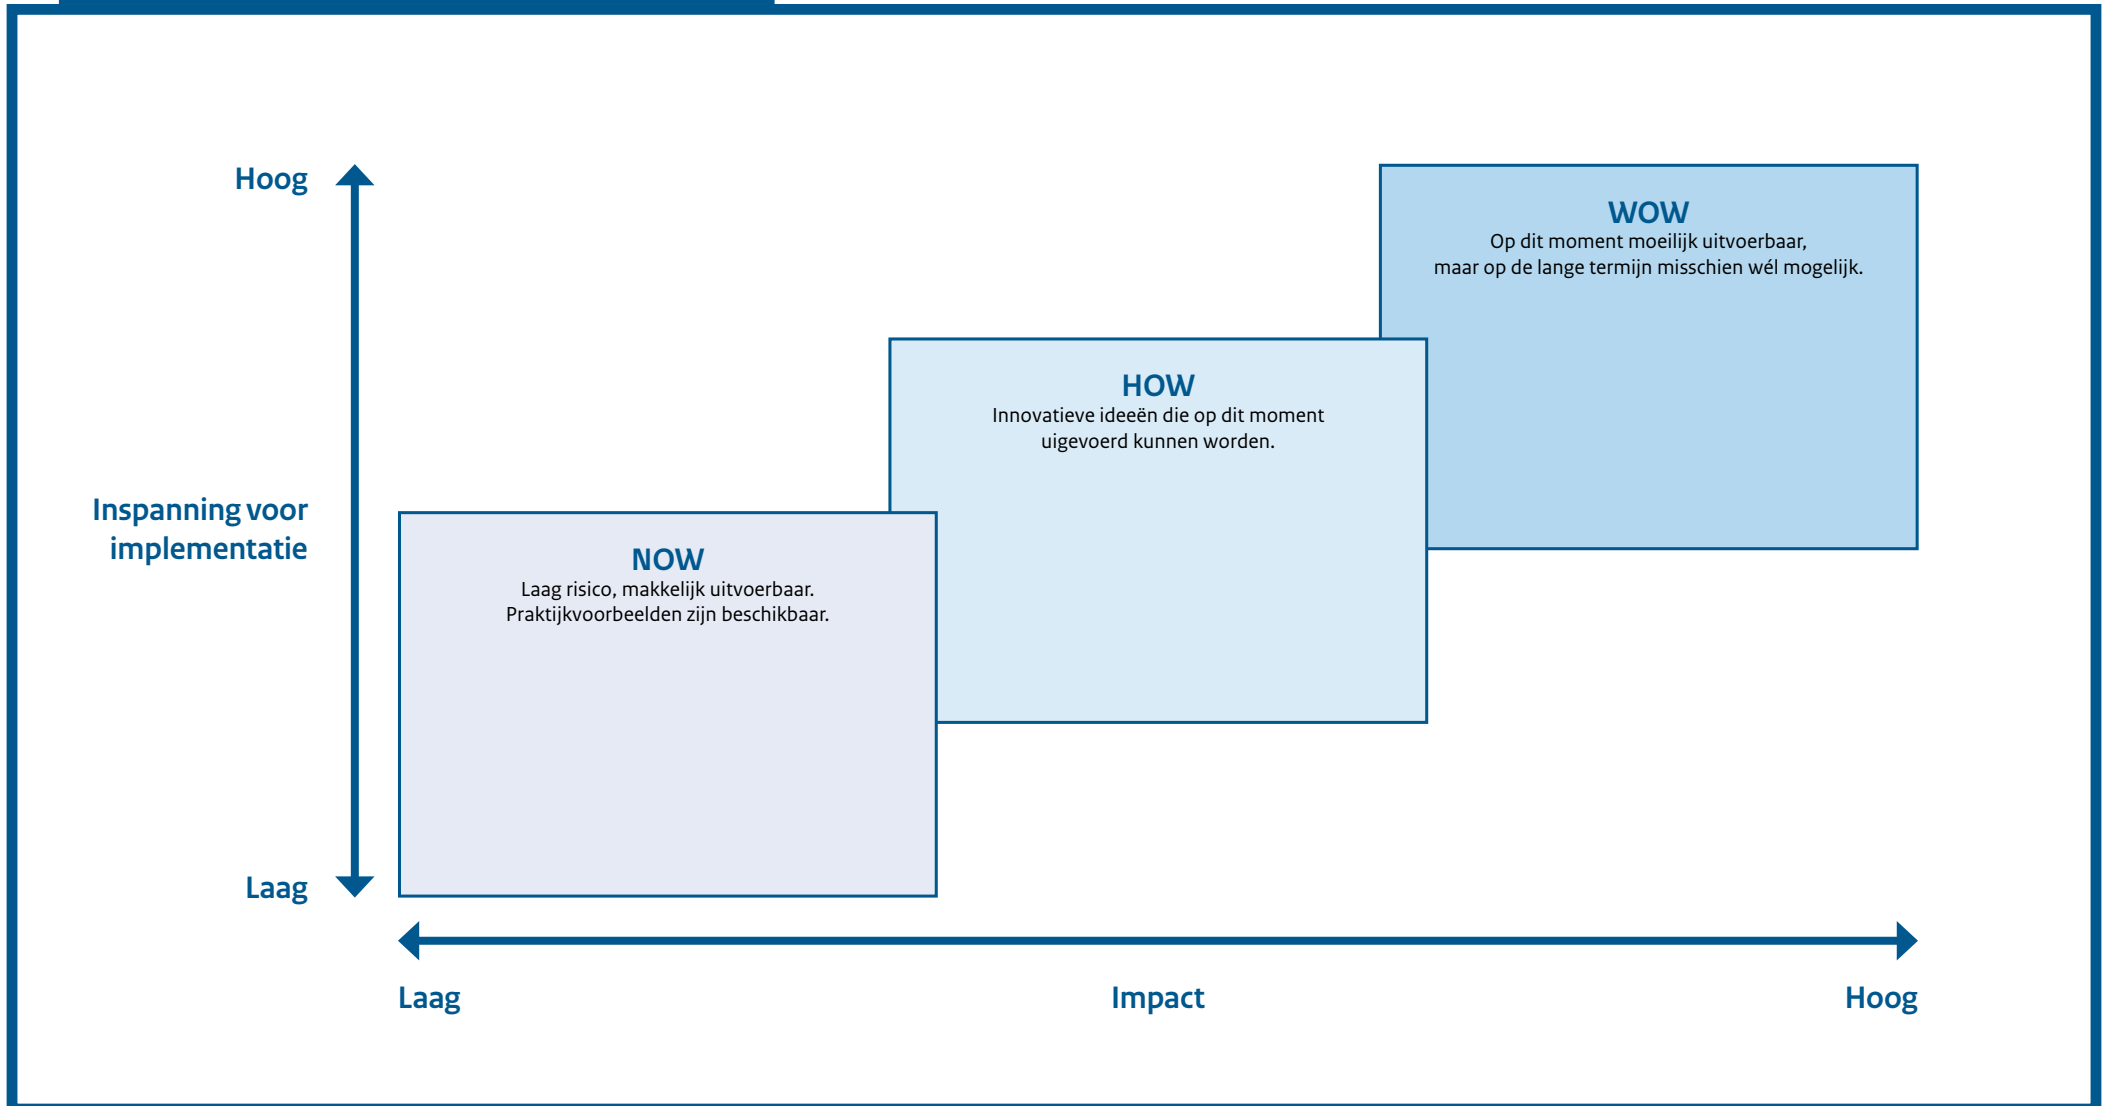 Hoog
WOW
Op dit moment moeilijk uitvoerbaar,
maar op de lange termijn misschien wél mogelijk.
HOW
Innovatieve ideeën die op dit moment
uigevoerd kunnen worden.
Inspanning voor
implementatie
NOW
Laag risico, makkelijk uitvoerbaar.
Praktijkvoorbeelden zijn beschikbaar.
Laag
Laag
Impact
Hoog